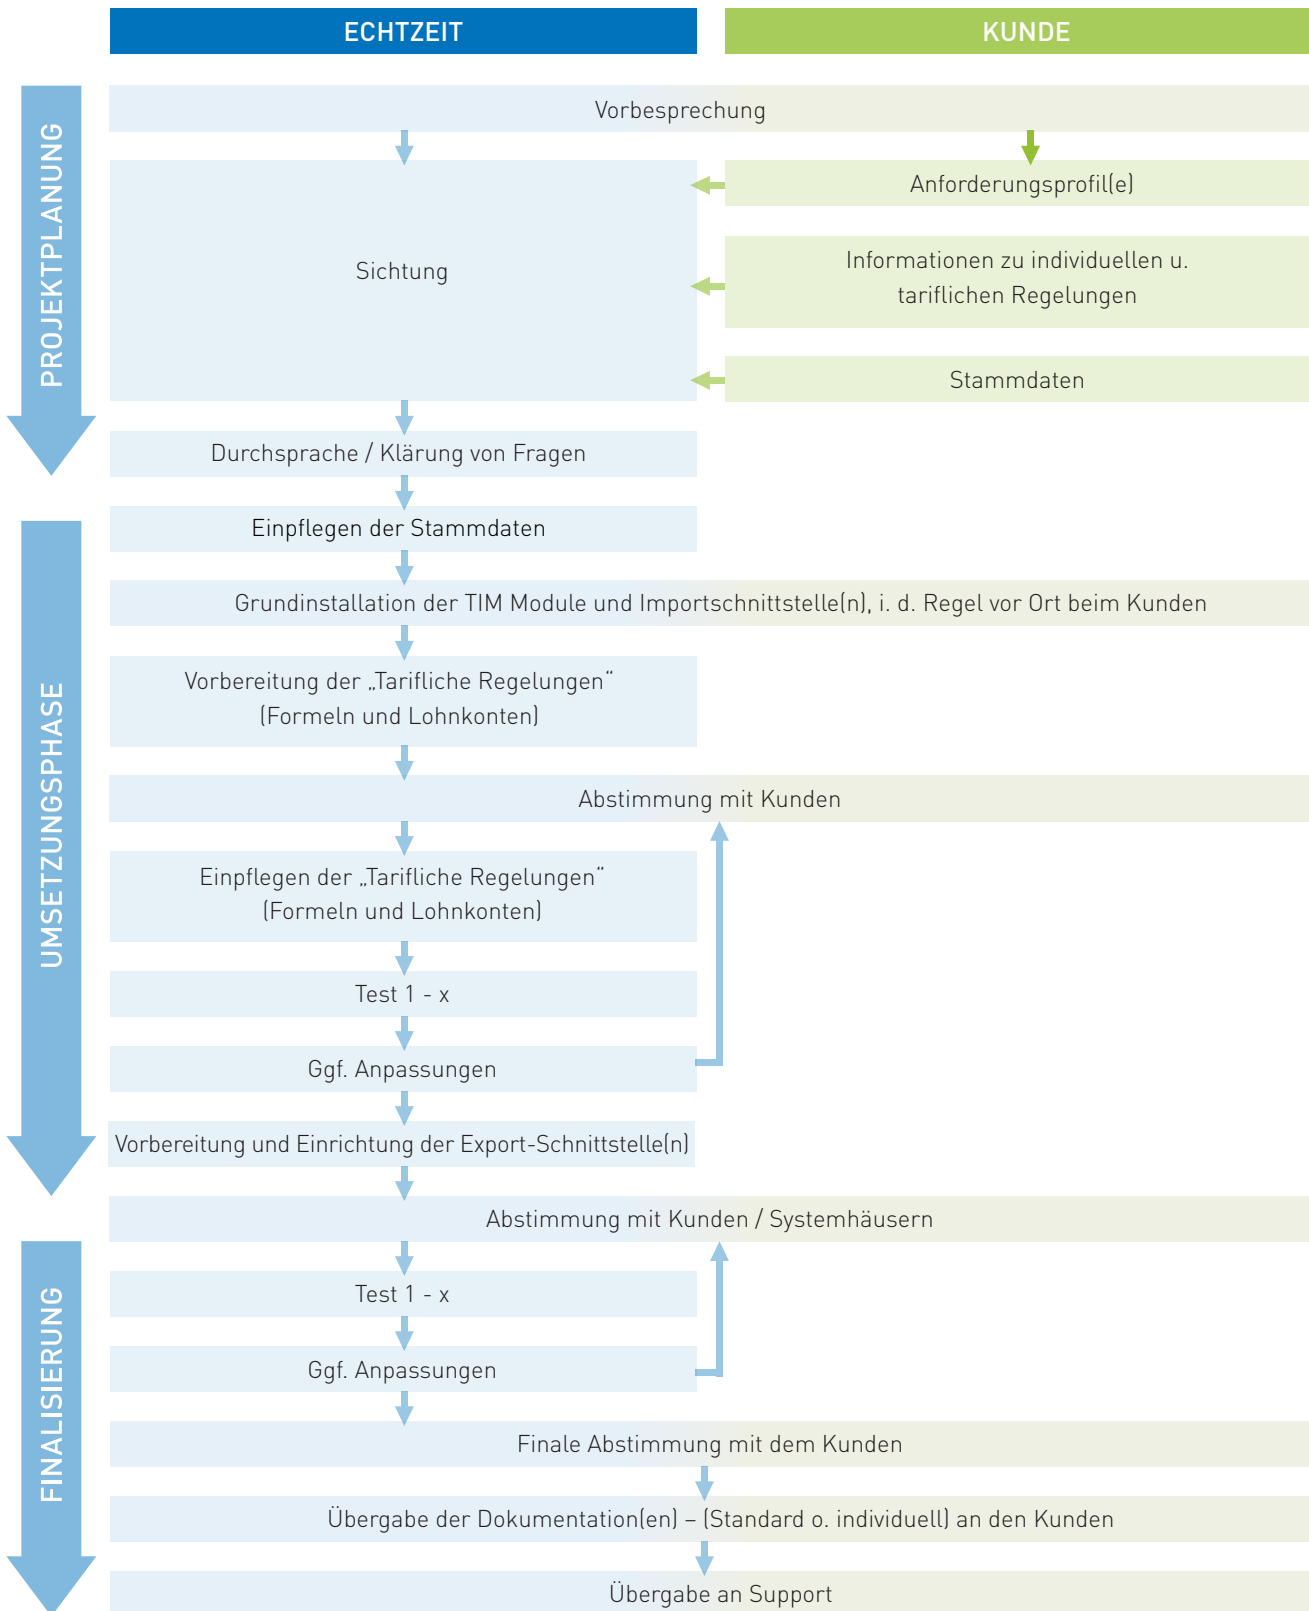 ECHTZEIT
KUNDE
PROJEKTPLANUNG
Vorbesprechung
Sichtung
Anforderungsprofil(e)
Informationen zu individuellen u.
tariflichen Regelungen
Stammdaten
Durchsprache / Klärung von Fragen
UMSETZUNGSPHASE
Einpflegen der Stammdaten
Grundinstallation der TIM Module und Importschnittstelle(n), i. d. Regel vor Ort beim Kunden
Vorbereitung der „Tarifliche Regelungen“
(Formeln und Lohnkonten)
Abstimmung mit Kunden
Einpflegen der „Tarifliche Regelungen“
(Formeln und Lohnkonten)
Test 1 - x
Ggf. Anpassungen
Vorbereitung und Einrichtung der Export-Schnittstelle(n)
Abstimmung mit Kunden / Systemhäusern
FINALISIERUNG
Test 1 - x
Ggf. Anpassungen
Finale Abstimmung mit dem Kunden
Übergabe der Dokumentation(en) – (Standard o. individuell) an den Kunden
Übergabe an Support